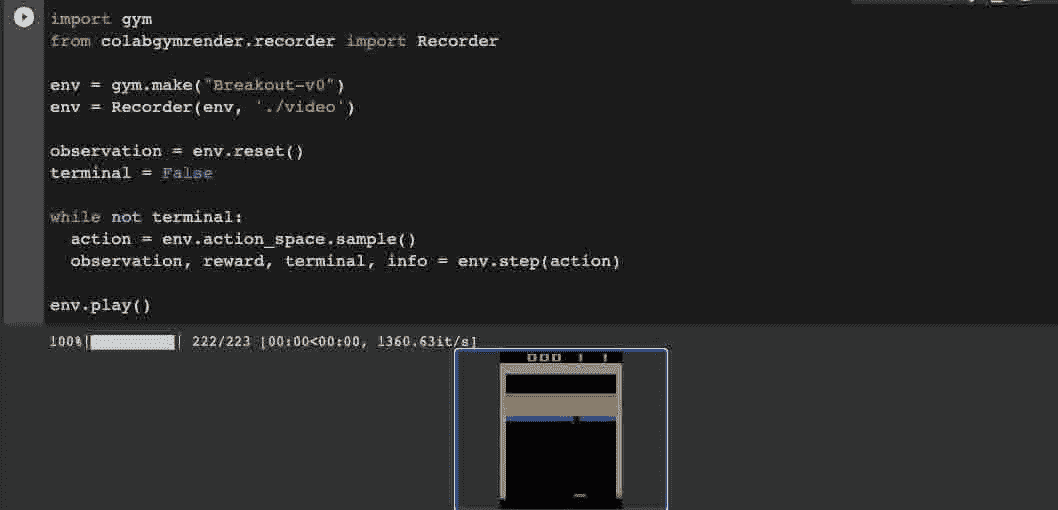 import gym
from colabgymrender.recorder import Recorder
env = gym.make("Breakout-v0")
env = Recorder(env, './video')
observation = env.reset()
terminal = False
while not terminal:
  action = env.action_space.sample()
  observation, reward, terminal, info = env.step(action)
env.play()
100%| | 222/223 [00:00<00:00, 1360.63it/s]
000 1 1